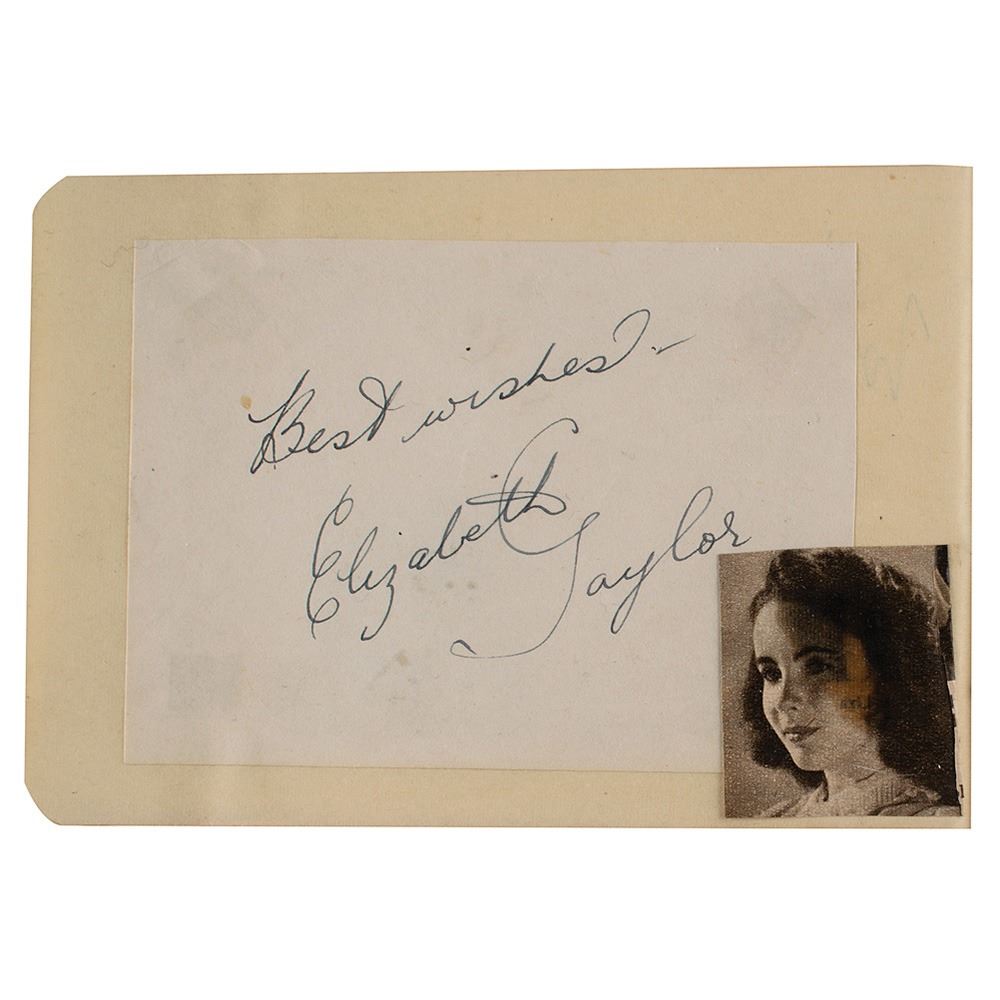 Best wishes -
Elizabeth
Taylor